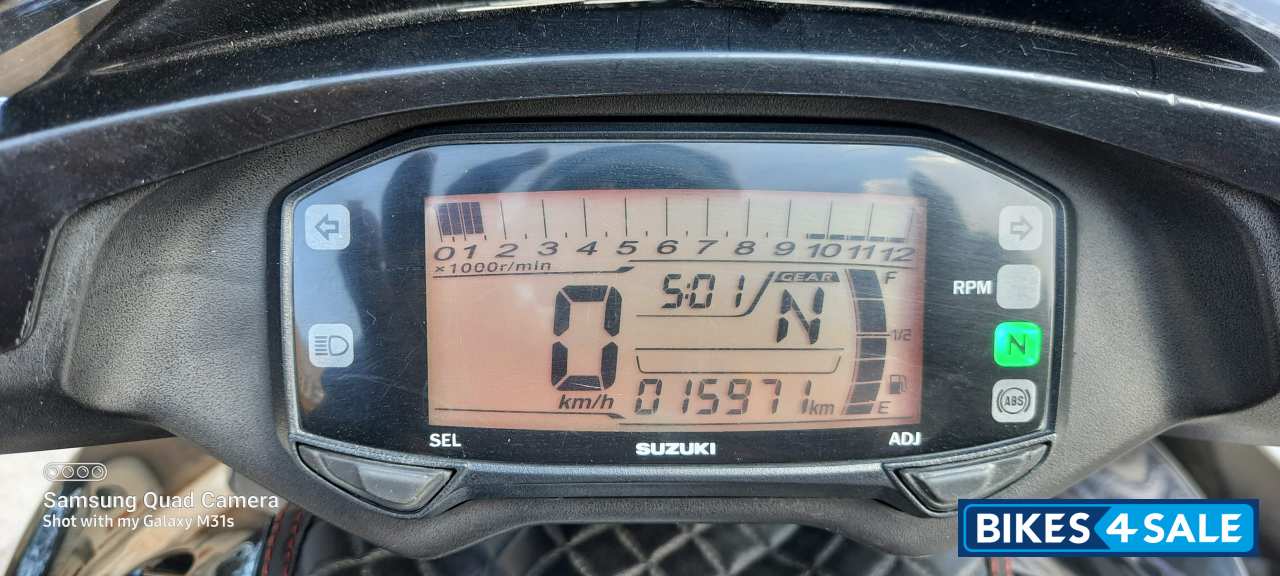 0 1 2 3 4 5 6 7 8 9 10 11 12
×1000r/min
5:01 GEAR F
RPM
0 N 1/2
N
ABS
km/h 015971 km E
SEL SUZUKI ADJ
Samsung Quad Camera
Shot with my Galaxy M31s
BIKES4SALE